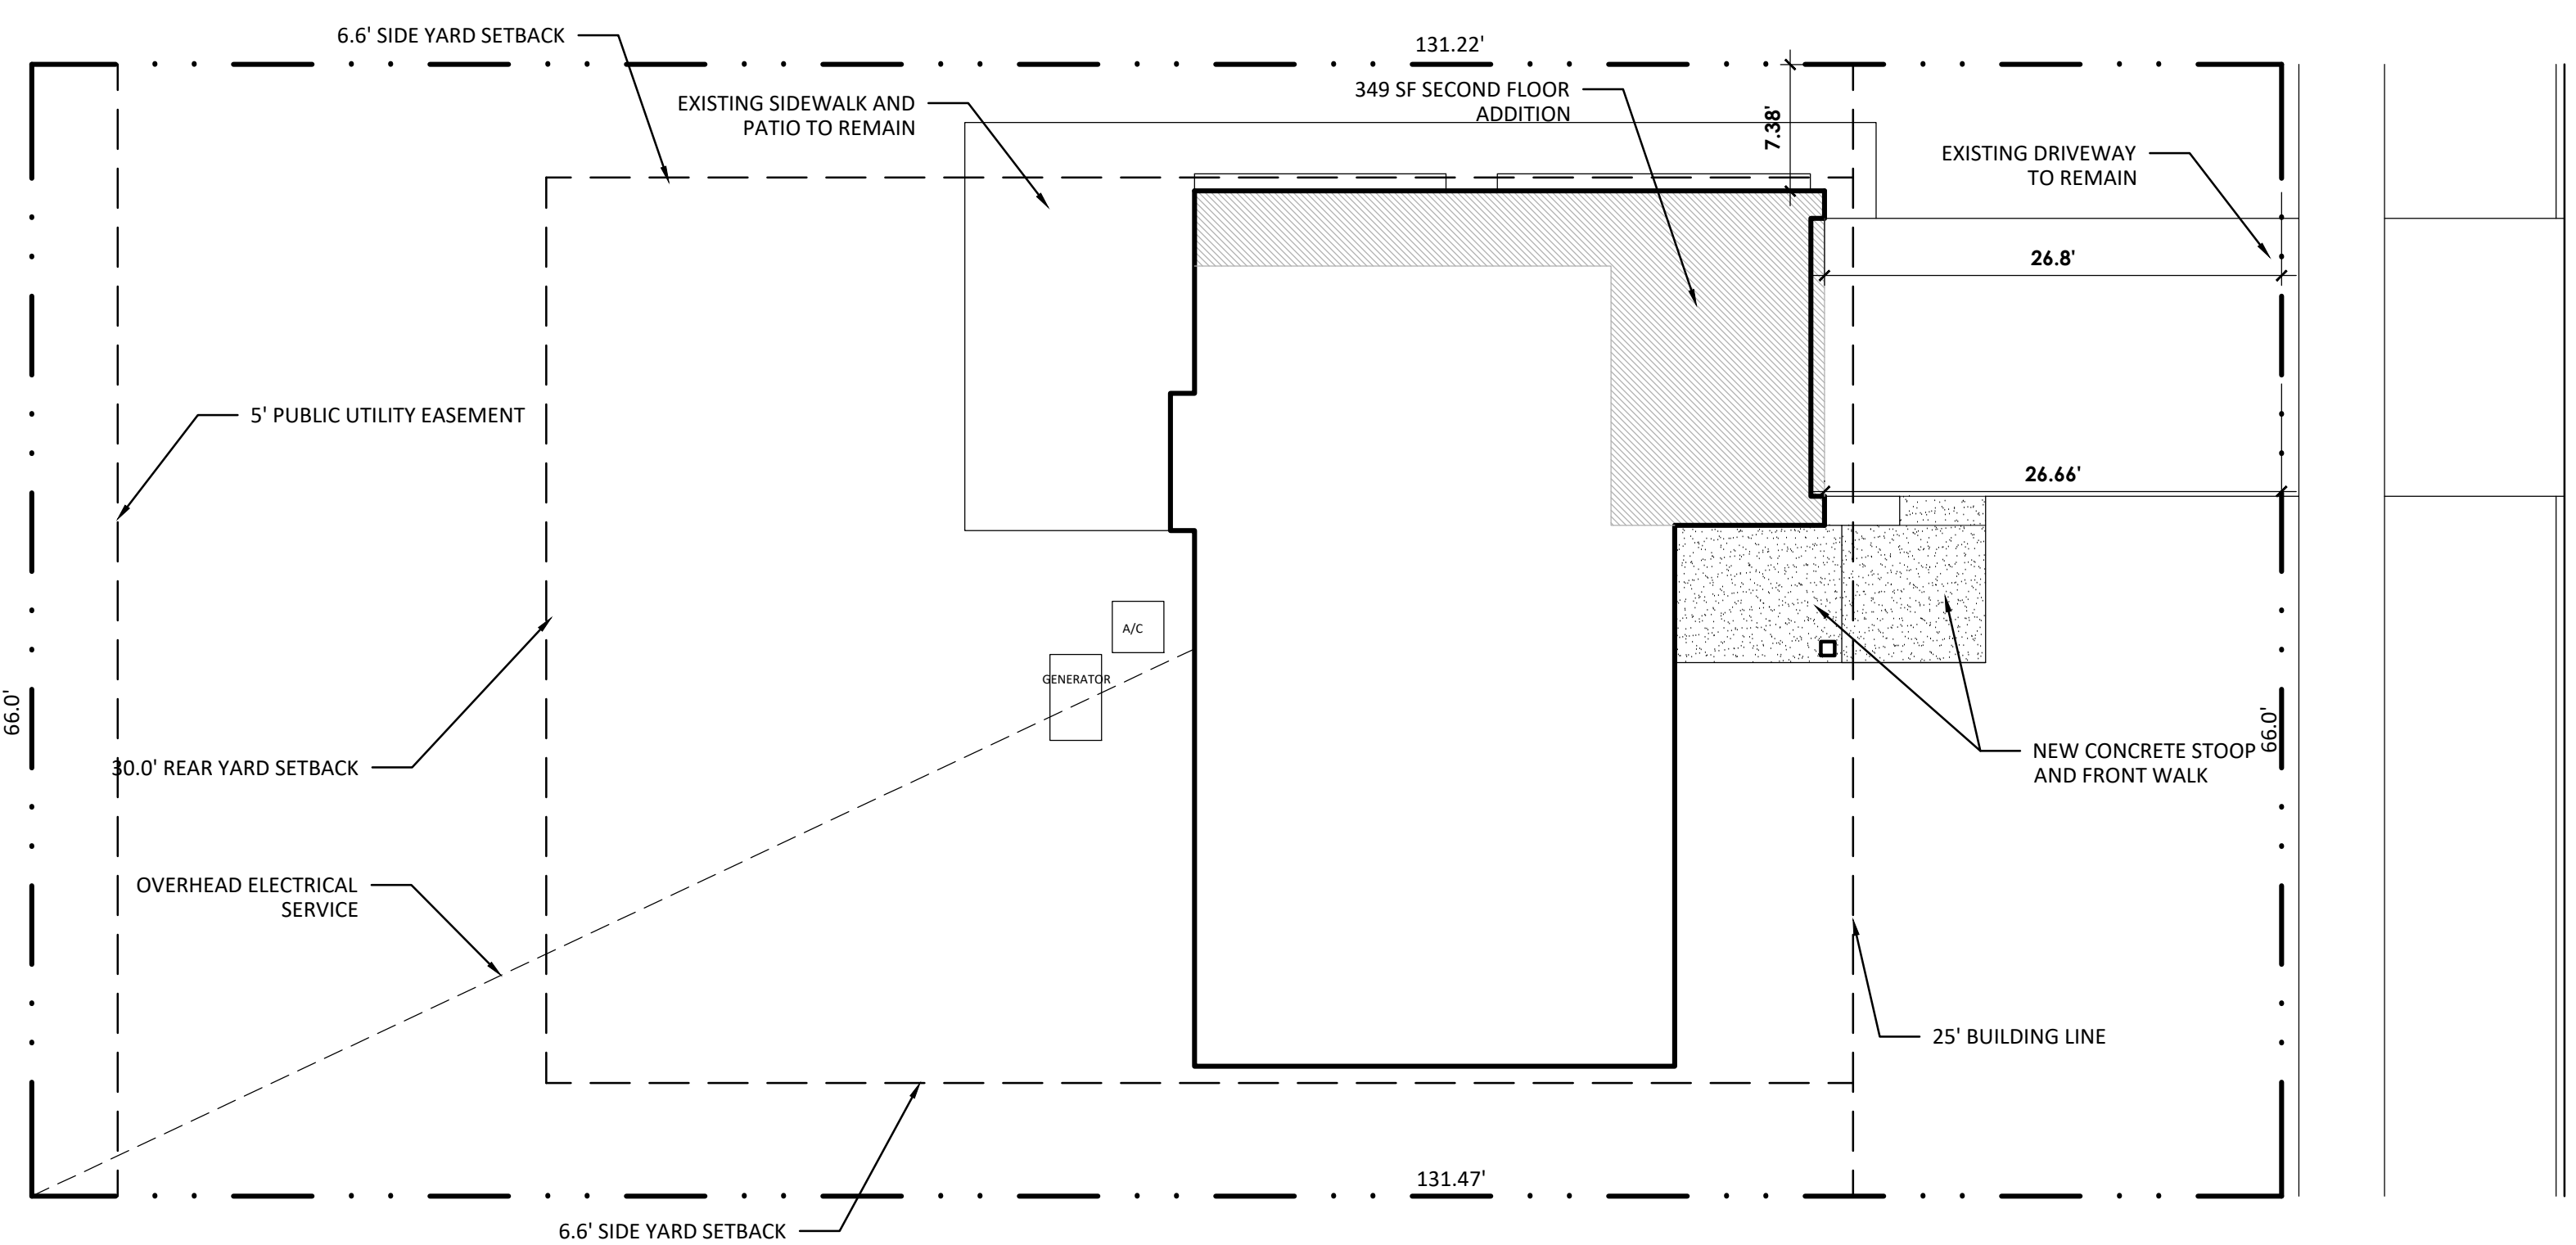 6.6' SIDE YARD SETBACK
131.22'
349 SF SECOND FLOOR
ADDITION
EXISTING SIDEWALK AND
PATIO TO REMAIN
7.38'
EXISTING DRIVEWAY
TO REMAIN
26.8'
5' PUBLIC UTILITY EASEMENT
26.66'
A/C
GENERATOR
66.0'
66.0'
30.0' REAR YARD SETBACK
NEW CONCRETE STOOP
AND FRONT WALK
OVERHEAD ELECTRICAL
SERVICE
25' BUILDING LINE
131.47'
6.6' SIDE YARD SETBACK